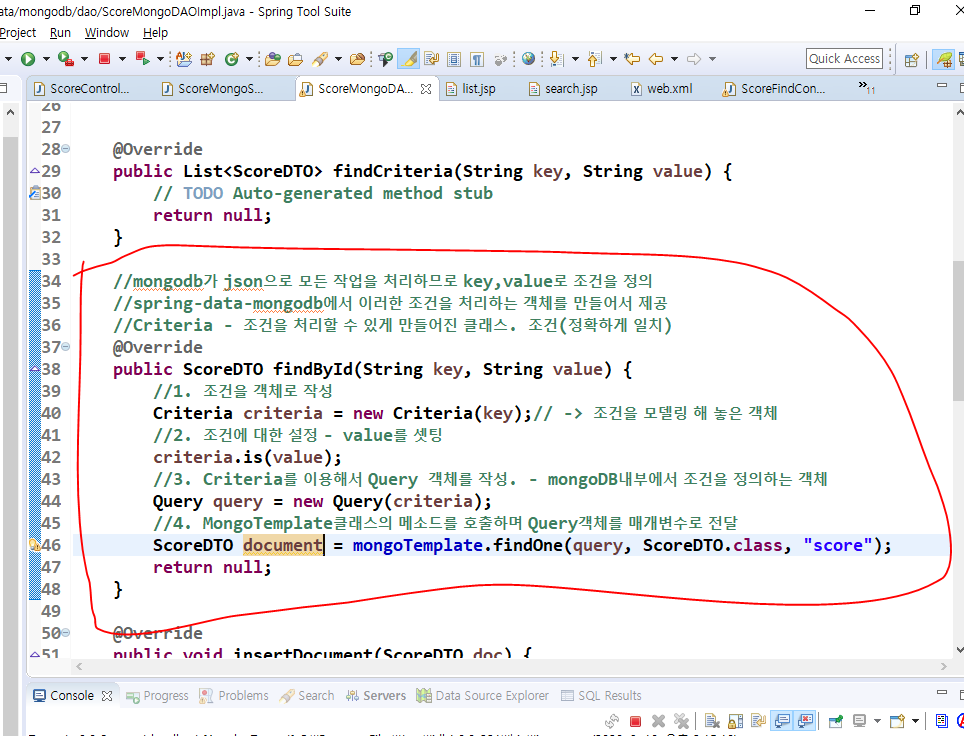 ata/mongodb/dao/ScoreMongoDAOImpl.java - Spring Tool Suite
Project Run Window Help
Quick Access
ScoreControl... ScoreMongoS... ScoreMongoDA... list.jsp search.jsp web.xml ScoreFindCon... »11
26
27
28 @Override
29 public List<ScoreDTO> findCriteria(String key, String value) {
30 // TODO Auto-generated method stub
31 return null;
32 }
33
34 //mongodb가 json으로 모든 작업을 처리하므로 key,value로 조건을 정의
35 //spring-data-mongodb에서 이러한 조건을 처리하는 객체를 만들어서 제공
36 //Criteria - 조건을 처리할 수 있게 만들어진 클래스. 조건(정확하게 일치)
37 @Override
38 public ScoreDTO findById(String key, String value) {
39 //1. 조건을 객체로 작성
40 Criteria criteria = new Criteria(key);// -> 조건을 모델링 해 놓은 객체
41 //2. 조건에 대한 설정 - value를 셋팅
42 criteria.is(value);
43 //3. Criteria를 이용해서 Query 객체를 작성. - mongoDB내부에서 조건을 정의하는 객체
44 Query query = new Query(criteria);
45 //4. MongoTemplate클래스의 메소드를 호출하며 Query객체를 매개변수로 전달
46 ScoreDTO document = mongoTemplate.findOne(query, ScoreDTO.class, "score");
47 return null;
48 }
49
50 @Override
51 public void insertDocument(ScoreDTO doc) {
Console Progress Problems Search Servers Data Source Explorer SQL Results